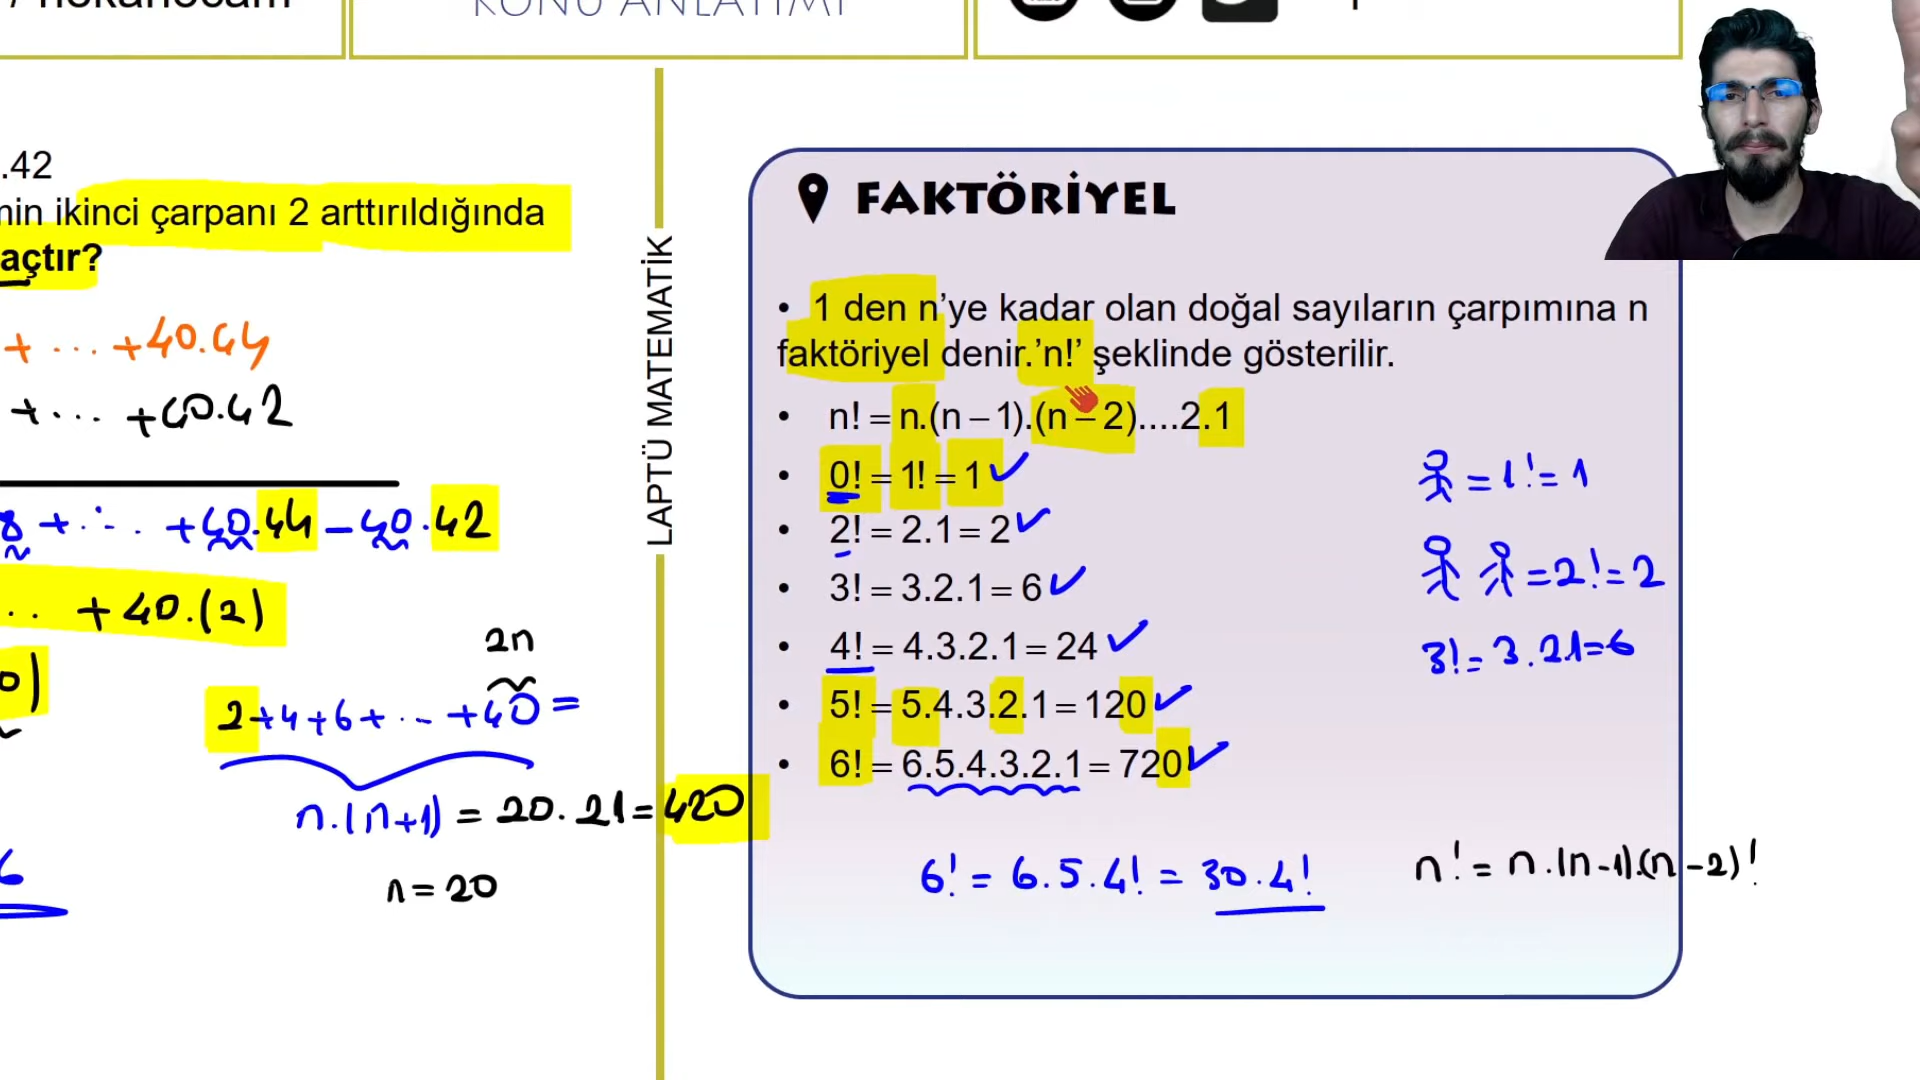 KONU ANLATIMI
.42
ikinci çarpanı 2 arttırıldığında
açtır?
+ ... +40.44
+... +40.42
8 + ... +40.44 – 40.42
.. + 40.(2)
0)
2n
2+4+6+ ... +40 =
n.(n+1) = 20.21 = 420
n = 20
6
LAPTÜ MATEMATİK
FAKTÖRİYEL
• 1 den n’ye kadar olan doğal sayıların çarpımına n
faktöriyel denir.’n!’ şeklinde gösterilir.
• n! = n.(n – 1).(n – 2)....2.1
• 0! = 1! = 1 ✓
• 2! = 2.1 = 2 ✓
• 3! = 3.2.1 = 6 ✓
• 4! = 4.3.2.1 = 24 ✓
• 5! = 5.4.3.2.1 = 120 ✓
• 6! = 6.5.4.3.2.1 = 720 ✓
= 1! = 1
= 2! = 2
3! = 3.2.1 = 6
6! = 6.5.4! = 30.4!
n! = n.(n-1).(n-2)!